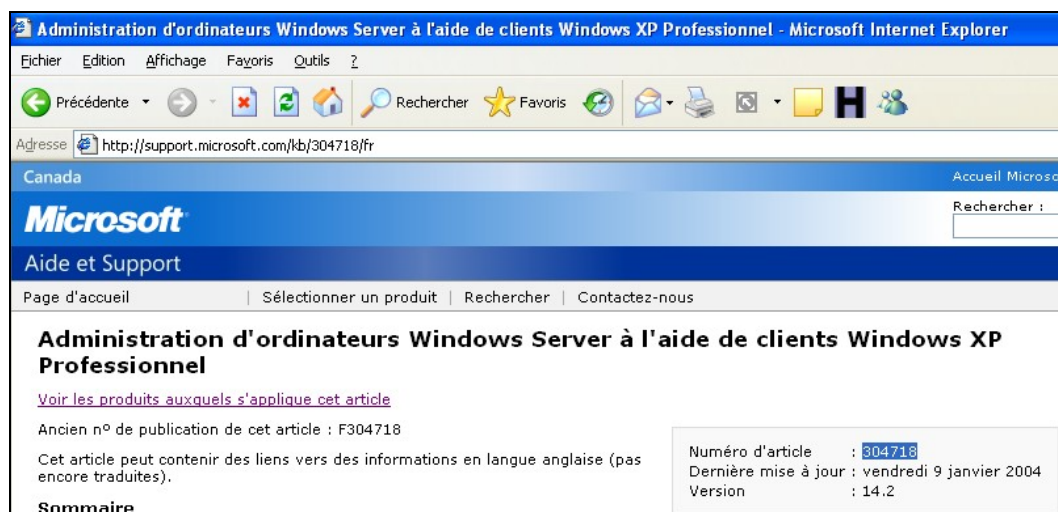 Administration d'ordinateurs Windows Server à l'aide de clients Windows XP Professionnel - Microsoft Internet Explorer
Fichier Edition Affichage Favoris Outils ?
Précédente Rechercher Favoris
Adresse http://support.microsoft.com/kb/304718/fr
Canada Accueil Microso
Microsoft Rechercher :
Aide et Support
Page d'accueil | Sélectionner un produit | Rechercher | Contactez-nous
Administration d'ordinateurs Windows Server à l'aide de clients Windows XP
Professionnel
Voir les produits auxquels s'applique cet article
Ancien nº de publication de cet article : F304718
Cet article peut contenir des liens vers des informations en langue anglaise (pas
encore traduites).
Numéro d'article : 304718
Dernière mise à jour : vendredi 9 janvier 2004
Version : 14.2
Sommaire